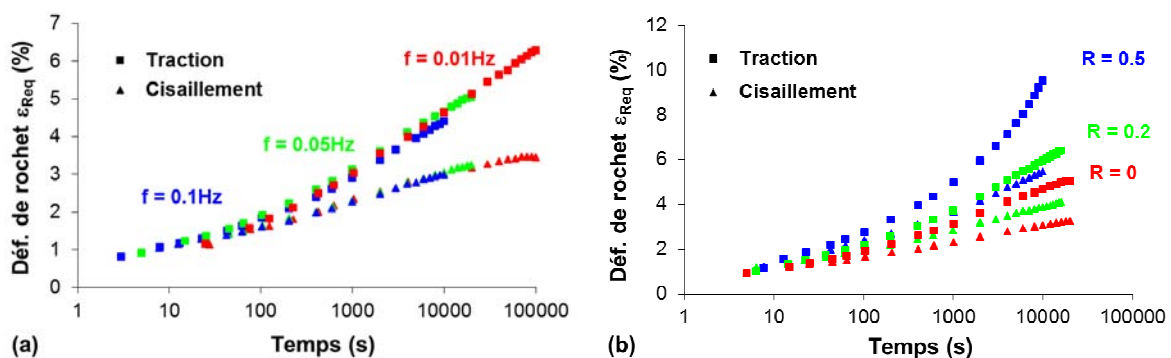 Déf. de rochet εReq (%)
7
6
5
4
3
2
1
0
1
10
100
1000
10000
100000
Traction
Cisaillement
f = 0.01Hz
f = 0.05Hz
f = 0.1Hz
Temps (s)
(a)
Déf. de rochet εReq (%)
12
10
8
6
4
2
0
1
10
100
1000
10000
100000
Traction
Cisaillement
R = 0.5
R = 0.2
R = 0
Temps (s)
(b)